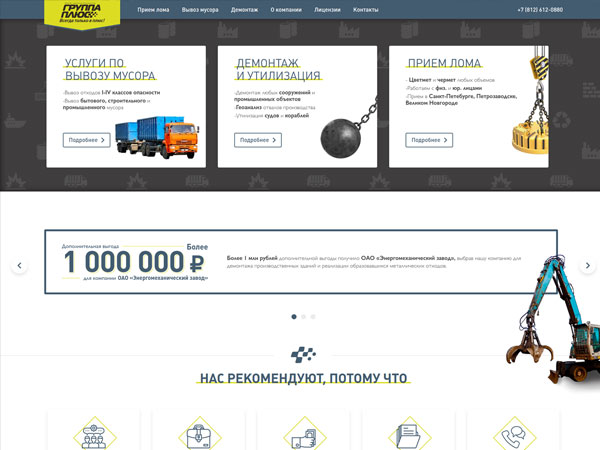 ГРУППА
ПЛЮС
Всегда только в плюс!
Прием лома
Вывоз мусора
Демонтаж
О компании
Лицензии
Контакты
+7 (812) 612-0880
УСЛУГИ ПО
ВЫВОЗУ МУСОРА
-Вывоз отходов I-IV классов опасности
-Вывоз бытового, строительного и
промышленного мусора
Подробнее
ДЕМОНТАЖ
И УТИЛИЗАЦИЯ
-Демонтаж любых сооружений и
промышленных объектов
-Геоанализ отвалов производства
-Утилизация судов и кораблей
Подробнее
ПРИЕМ ЛОМА
- Цветмет и чермет любых объемов
-Работаем с физ. и юр. лицами
-Прием в Санкт-Петербурге, Петрозаводске,
Великом Новгороде
Подробнее
Дополнительная выгода
Более
1 000 000 ₽
для компании ОАО «Энергомеханический завод»
Более 1 млн рублей дополнительной выгоды получило ОАО «Энергомеханический завод», выбрав нашу компанию для
демонтажа производственных зданий и реализации образовавшихся металлических отходов.
НАС РЕКОМЕНДУЮТ, ПОТОМУ ЧТО